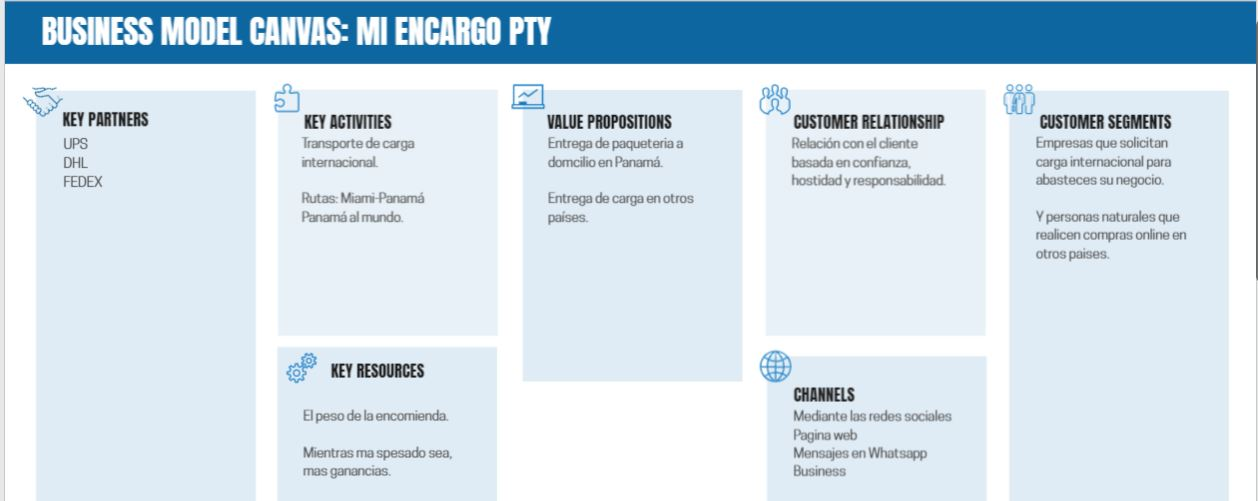 BUSINESS MODEL CANVAS: MI ENCARGO PTY
KEY PARTNERS
UPS
DHL
FEDEX
KEY ACTIVITIES
Transporte de carga
internacional.
Rutas: Miami-Panamá
Panamá al mundo.
KEY RESOURCES
El peso de la encomienda.
Mientras ma spesado sea,
mas ganancias.
VALUE PROPOSITIONS
Entrega de paqueteria a
domcilio en Panamá.
Entrega de carga en otros
países.
CUSTOMER RELATIONSHIP
Relación con el cliente
basada en confianza,
hostidad y responsabilidad.
CHANNELS
Mediante las redes sociales
Pagina web
Mensajes en Whatsapp
Business
CUSTOMER SEGMENTS
Empresas que solicitan
carga internacional para
abasteces su negocio.
Y personas naturales que
realicen compras online en
otros paises.